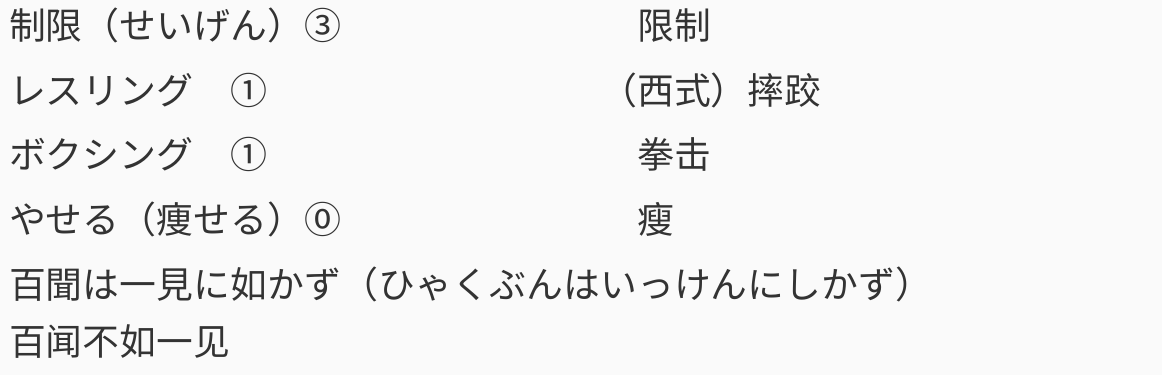 制限（せいげん）③ 限制
レスリング ① （西式）摔跤
ボクシング ① 拳击
やせる（痩せる）⓪ 瘦
百聞は一見に如かず（ひゃくぶんはいっけんにしかず）
百闻不如一见